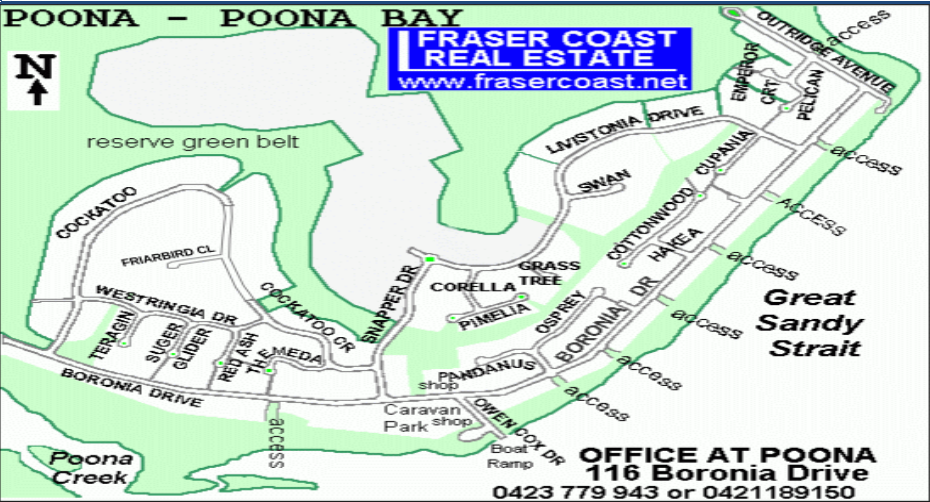 POONA - POONA BAY
FRASER COAST
REAL ESTATE
www.frasercoast.net
N
OUTRIDGE AVENUE
access
EMPEROR
CRT
PELICAN
LIVISTONIA DRIVE
reserve green belt
CUPANIA
access
SWAN
COCKATOO
COTTONWOOD
ACCESS
HAKEA
FRIARBIRD CL
access
GRASS
TREE
SNAPPER DR
CORELLA
PIMELIA
OSPREY
BORONIA DR
Great
Sandy
Strait
COCKATOO CR
WESTRINGIA DR
access
TERAGIN
SUGER
GLIDER
RED ASH
THEMEDA
PANDANUS
access
shop
BORONIA DRIVE
access
Caravan
Park
shop
OWEN COX DR
access
Boat
Ramp
Poona
Creek
OFFICE AT POONA
116 Boronia Drive
0423 779 943 or 0421189150